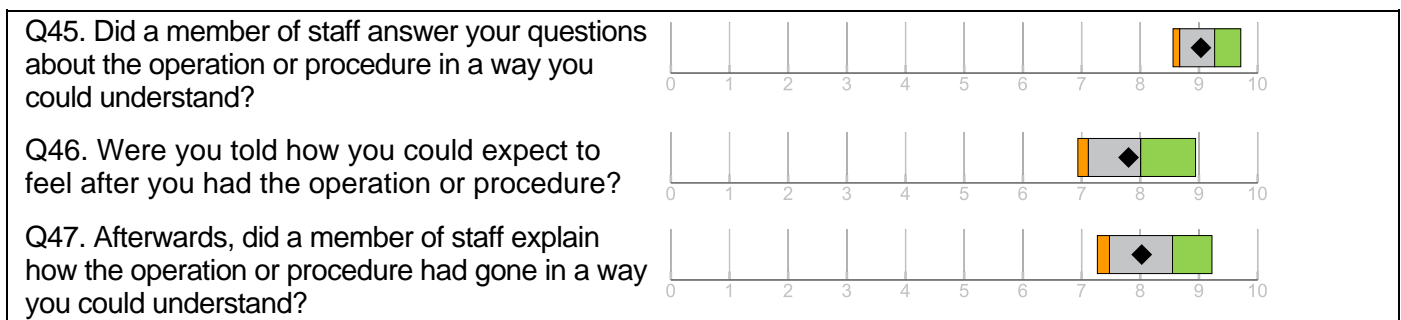 Q45. Did a member of staff answer your questions
about the operation or procedure in a way you
could understand?
0 1 2 3 4 5 6 7 8 9 10
Q46. Were you told how you could expect to
feel after you had the operation or procedure?
0 1 2 3 4 5 6 7 8 9 10
Q47. Afterwards, did a member of staff explain
how the operation or procedure had gone in a way
you could understand?
0 1 2 3 4 5 6 7 8 9 10